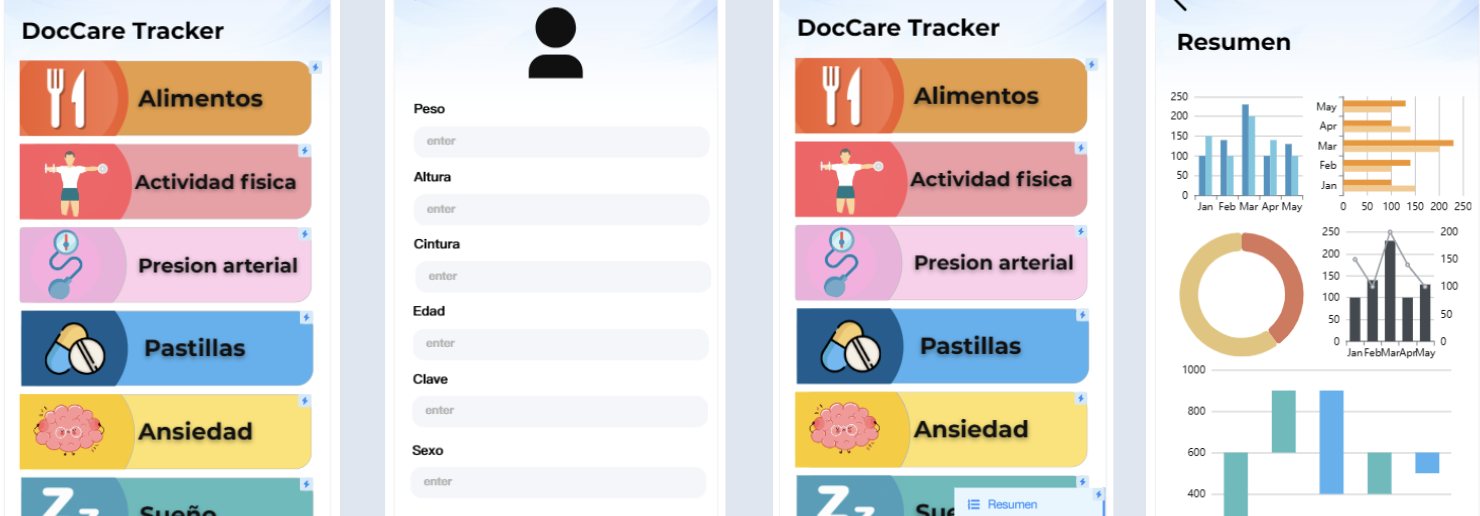 DocCare Tracker
Alimentos
Actividad fisica
Presion arterial
Pastillas
Ansiedad
Zz
Sueño
Peso
enter
Altura
enter
Cintura
enter
Edad
enter
Clave
enter
Sexo
enter
DocCare Tracker
Alimentos
Actividad fisica
Presion arterial
Pastillas
Ansiedad
Zz
Resumen
Resumen
250
200
150
100
50
0
Jan Feb Mar Apr May
May
Apr
Mar
Feb
Jan
0 50 100 150 200 250
250
200
150
100
50
0
200
150
100
50
0
Jan Feb Mar Apr May
1000
800
600
400